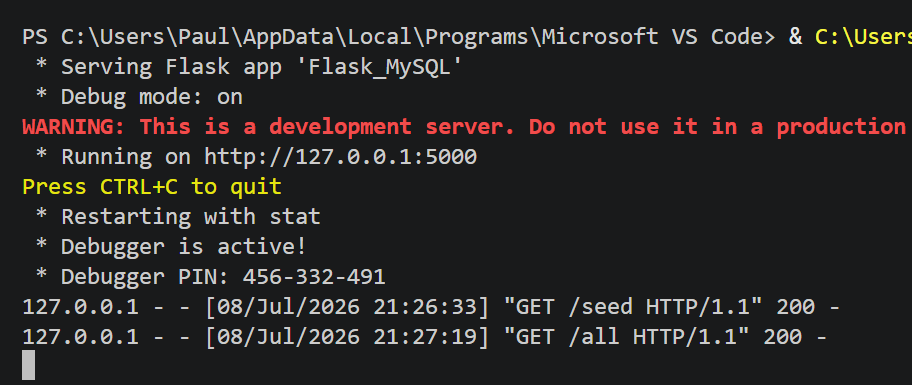 PS C:\Users\Paul\AppData\Local\Programs\Microsoft VS Code> & C:\Users
 * Serving Flask app 'Flask_MySQL'
 * Debug mode: on
WARNING: This is a development server. Do not use it in a production
 * Running on http://127.0.0.1:5000
Press CTRL+C to quit
 * Restarting with stat
 * Debugger is active!
 * Debugger PIN: 456-332-491
127.0.0.1 - - [08/Jul/2026 21:26:33] "GET /seed HTTP/1.1" 200 -
127.0.0.1 - - [08/Jul/2026 21:27:19] "GET /all HTTP/1.1" 200 -